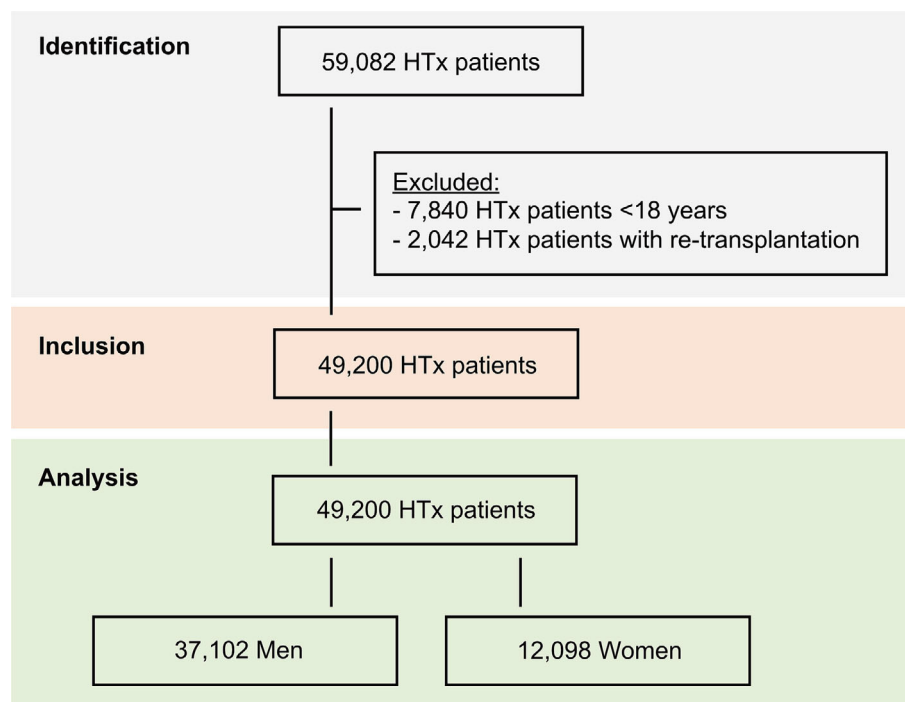 Identification
59,082 HTx patients
Excluded:
- 7,840 HTx patients <18 years
- 2,042 HTx patients with re-transplantation
Inclusion
49,200 HTx patients
Analysis
49,200 HTx patients
37,102 Men
12,098 Women